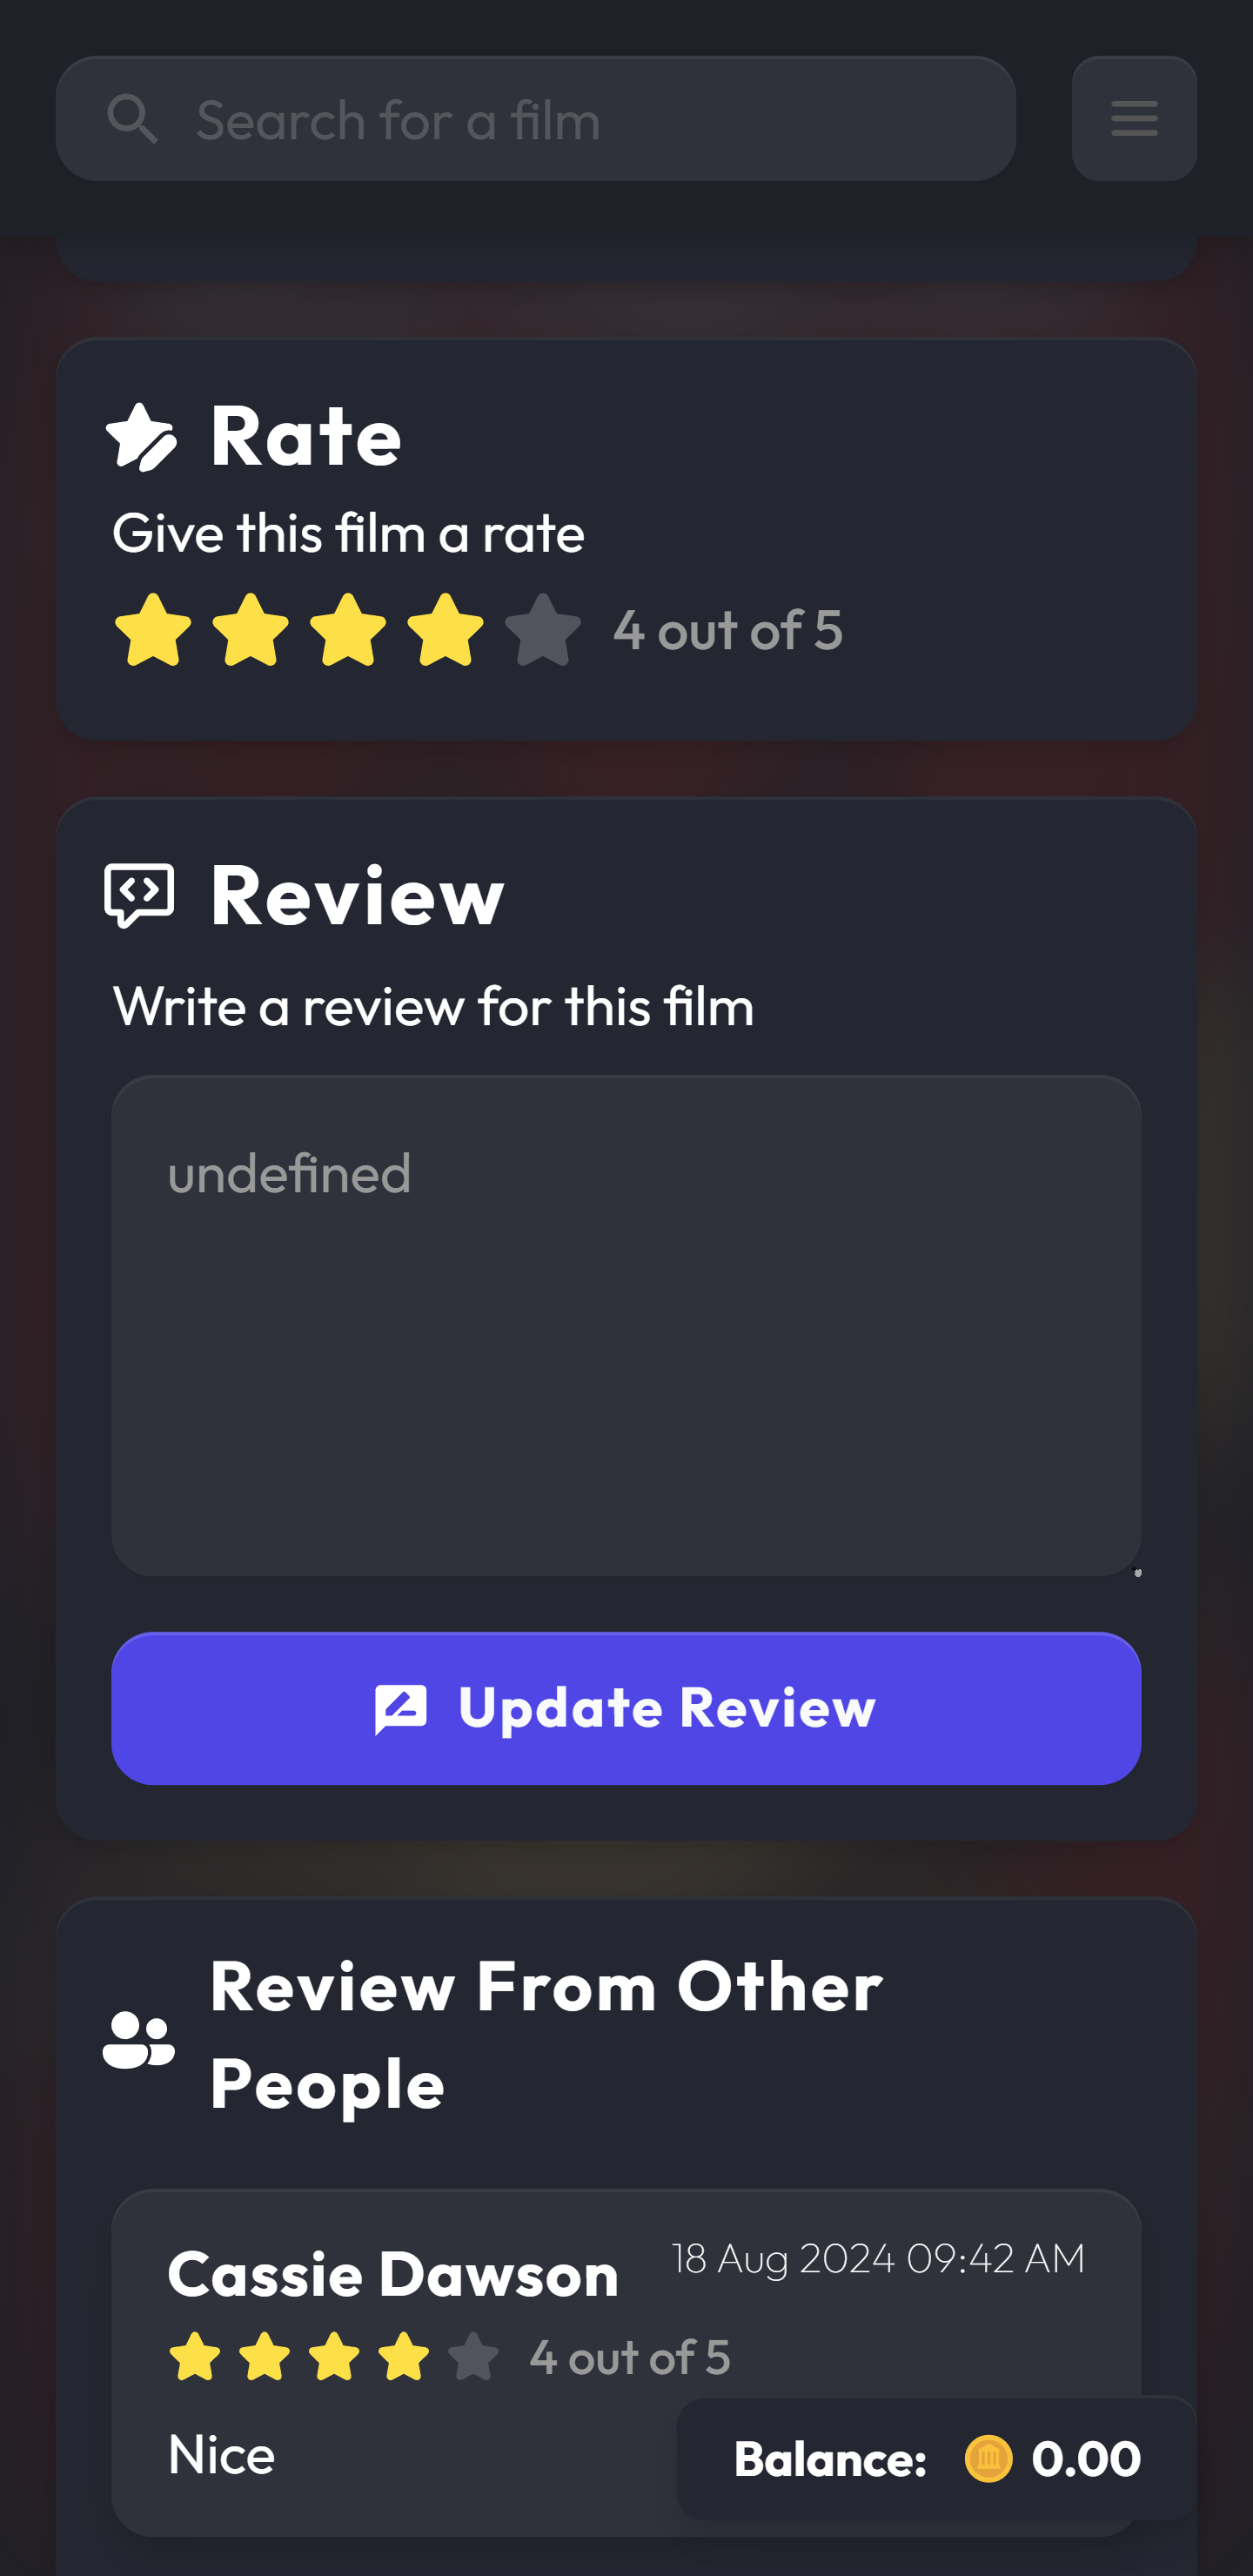 Search for a film
Rate
Give this film a rate
4 out of 5
Review
Write a review for this film
undefined
Update Review
Review From Other
People
Cassie Dawson
18 Aug 2024 09:42 AM
4 out of 5
Nice
Balance: 0.00